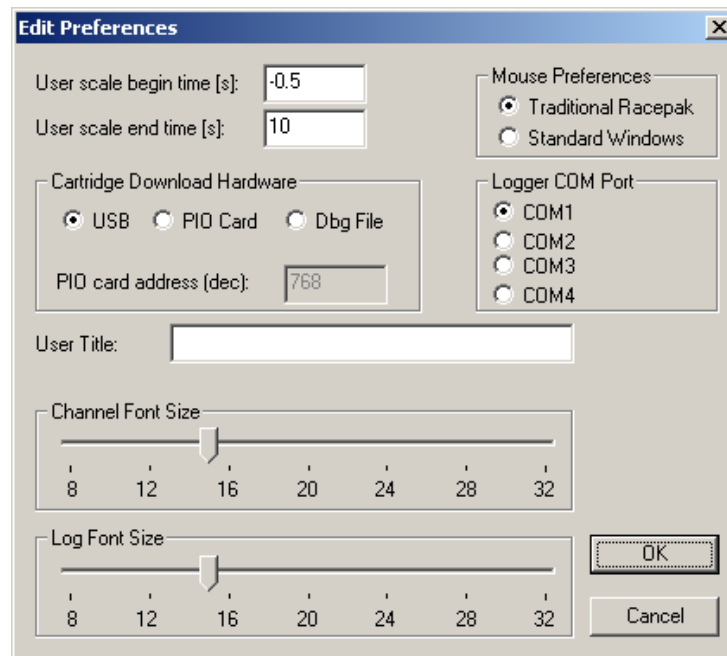 Edit Preferences
User scale begin time [s]: -0.5
User scale end time [s]: 10
Mouse Preferences
Traditional Racepak
Standard Windows
Cartridge Download Hardware
USB PIO Card Dbg File
PIO card address (dec): 768
Logger COM Port
COM1
COM2
COM3
COM4
User Title:
Channel Font Size
8 12 16 20 24 28 32
Log Font Size
8 12 16 20 24 28 32
OK
Cancel